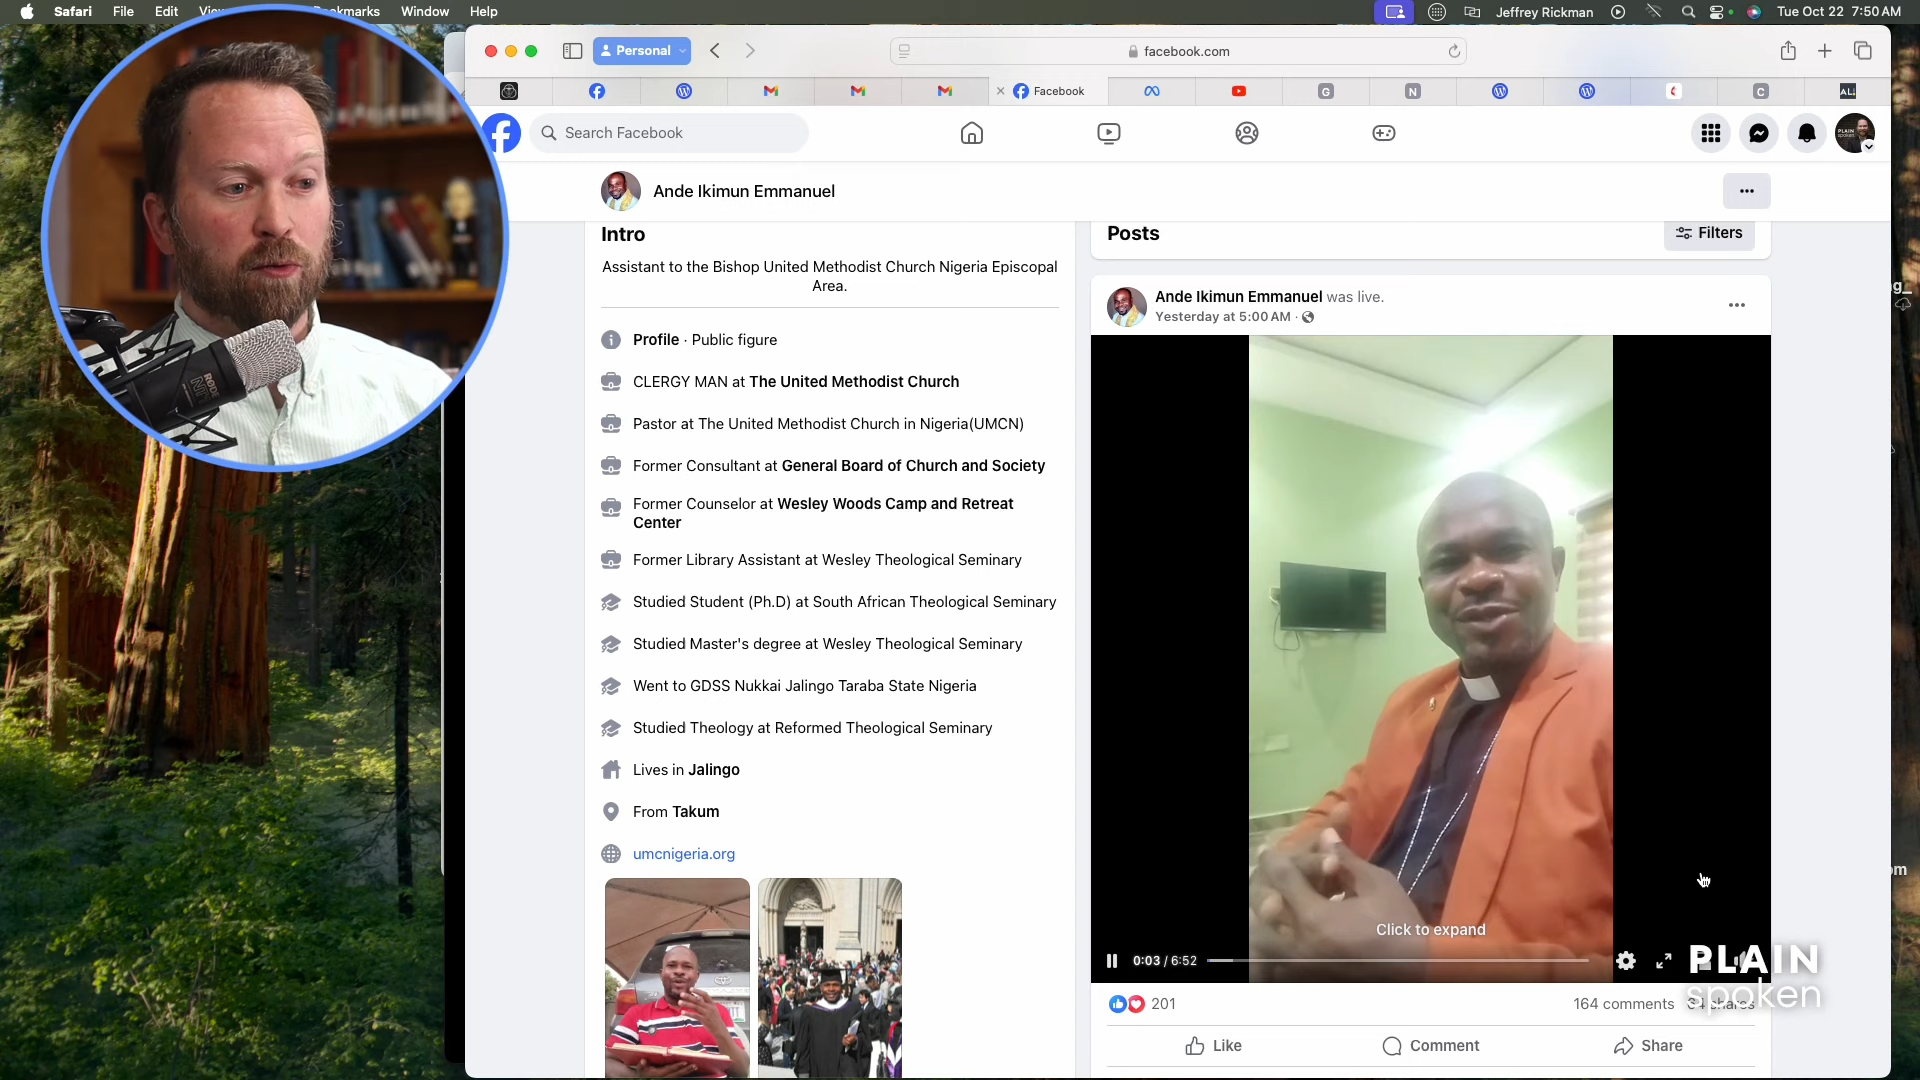 Safari File Edit
okmarks Window Help
Jeffrey Rickman
Tue Oct 22 7:50 AM
Personal
facebook.com
Facebook
G
N
C
AL
Search Facebook
Ande Ikimun Emmanuel
Intro
Assistant to the Bishop United Methodist Church Nigeria Episcopal
Area.
Profile · Public figure
CLERGY MAN at The United Methodist Church
Pastor at The United Methodist Church in Nigeria(UMCN)
Former Consultant at General Board of Church and Society
Former Counselor at Wesley Woods Camp and Retreat
Center
Former Library Assistant at Wesley Theological Seminary
Studied Student (Ph.D) at South African Theological Seminary
Studied Master's degree at Wesley Theological Seminary
Went to GDSS Nukkai Jalingo Taraba State Nigeria
Studied Theology at Reformed Theological Seminary
Lives in Jalingo
From Takum
umcnigeria.org
Posts
Filters
Ande Ikimun Emmanuel was live.
Yesterday at 5:00 AM ·
Click to expand
0:03 / 6:52
PLAIN
spoken
201
164 comments
Like
Comment
Share
RODE